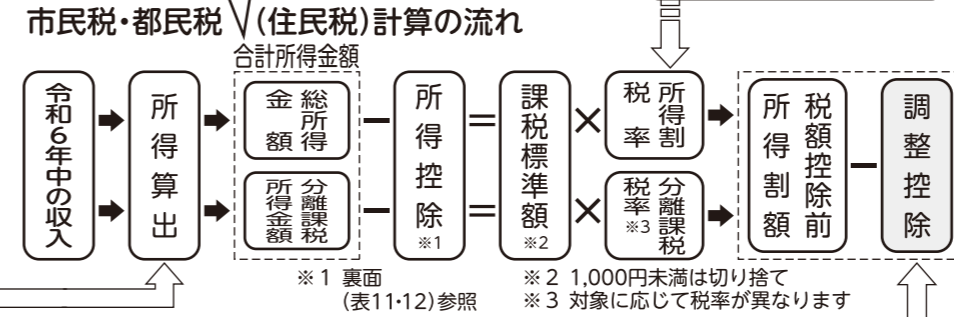 市民税・都民税(住民税)計算の流れ
合計所得金額
令和6年中の収入
所得算出
総所得
金額
分離課税
所得金額
所得控除
※1
課税標準額
※2
所得割
税率
分離課税
税率※3
税額控除前
所得割額
調整控除
※1 裏面
(表11・12)参照
※2 1,000円未満は切り捨て
※3 対象に応じて税率が異なります